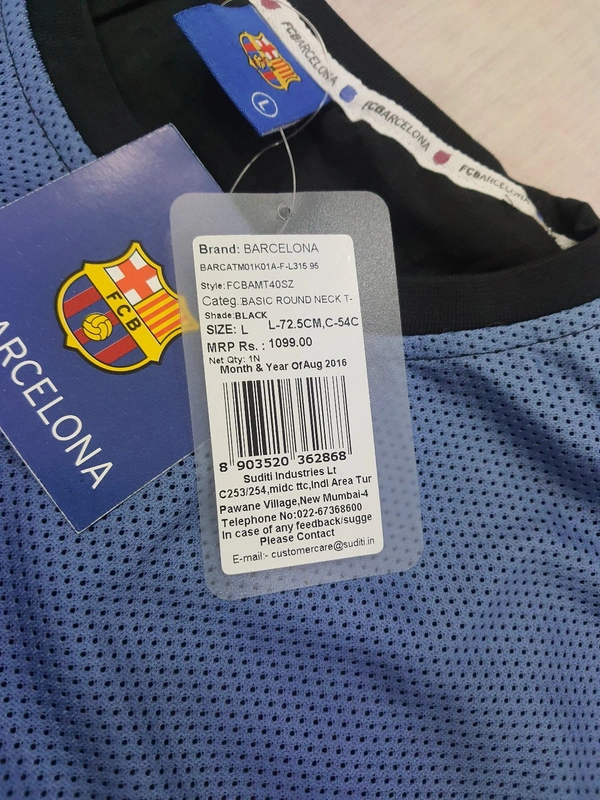 L
FCBARCELONA
FCBARCELONA
FCBARCELONA
FCB
ARCELONA
Brand: BARCELONA
BARCATM01K01A-F-L315 95
Style:FCBAMT40SZ
Categ.:BASIC ROUND NECK T-
Shade:BLACK
SIZE: L L-72.5CM,C-54C
MRP Rs. : 1099.00
Net Qty: 1N
Month & Year OfAug 2016
8 903520 362868
Suditi Industries Lt
C253/254,midc ttc,Indl Area Tur
Pawane Village,New Mumbai-4
Telephone No:022-67368600
In case of any feedback/sugge
Please Contact
E-mail:- customercare@suditi.in